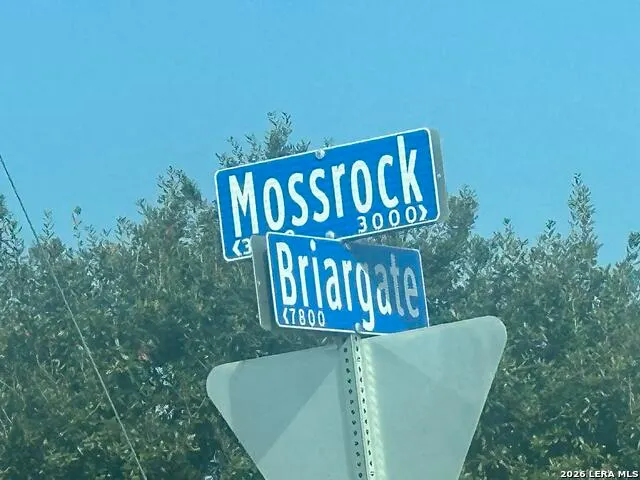 Mossrock
3000>
Briargate
<7800
2026 LERA MLS